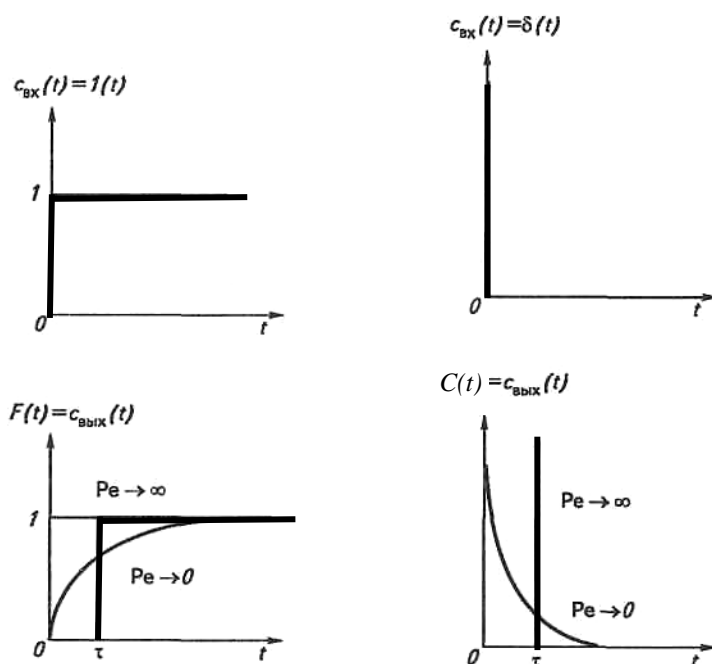 c_вх(t)=1(t)
1
0
t
c_вх(t)=δ(t)
0
t
F(t)=c_вых(t)
Pe→∞
1
Pe→0
0
τ
t
C(t)=c_вых(t)
Pe→∞
Pe→0
0
τ
t